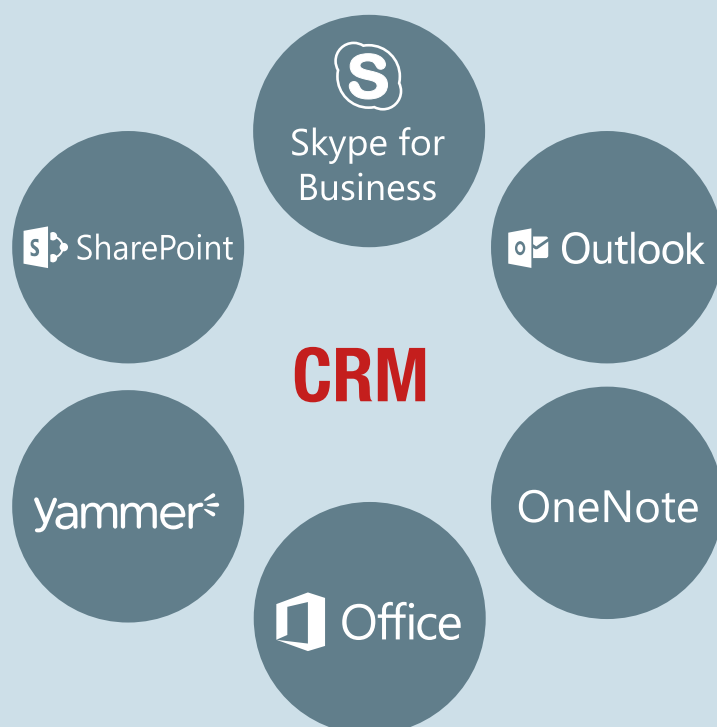 Skype for
Business
SharePoint
Outlook
CRM
yammer
OneNote
Office